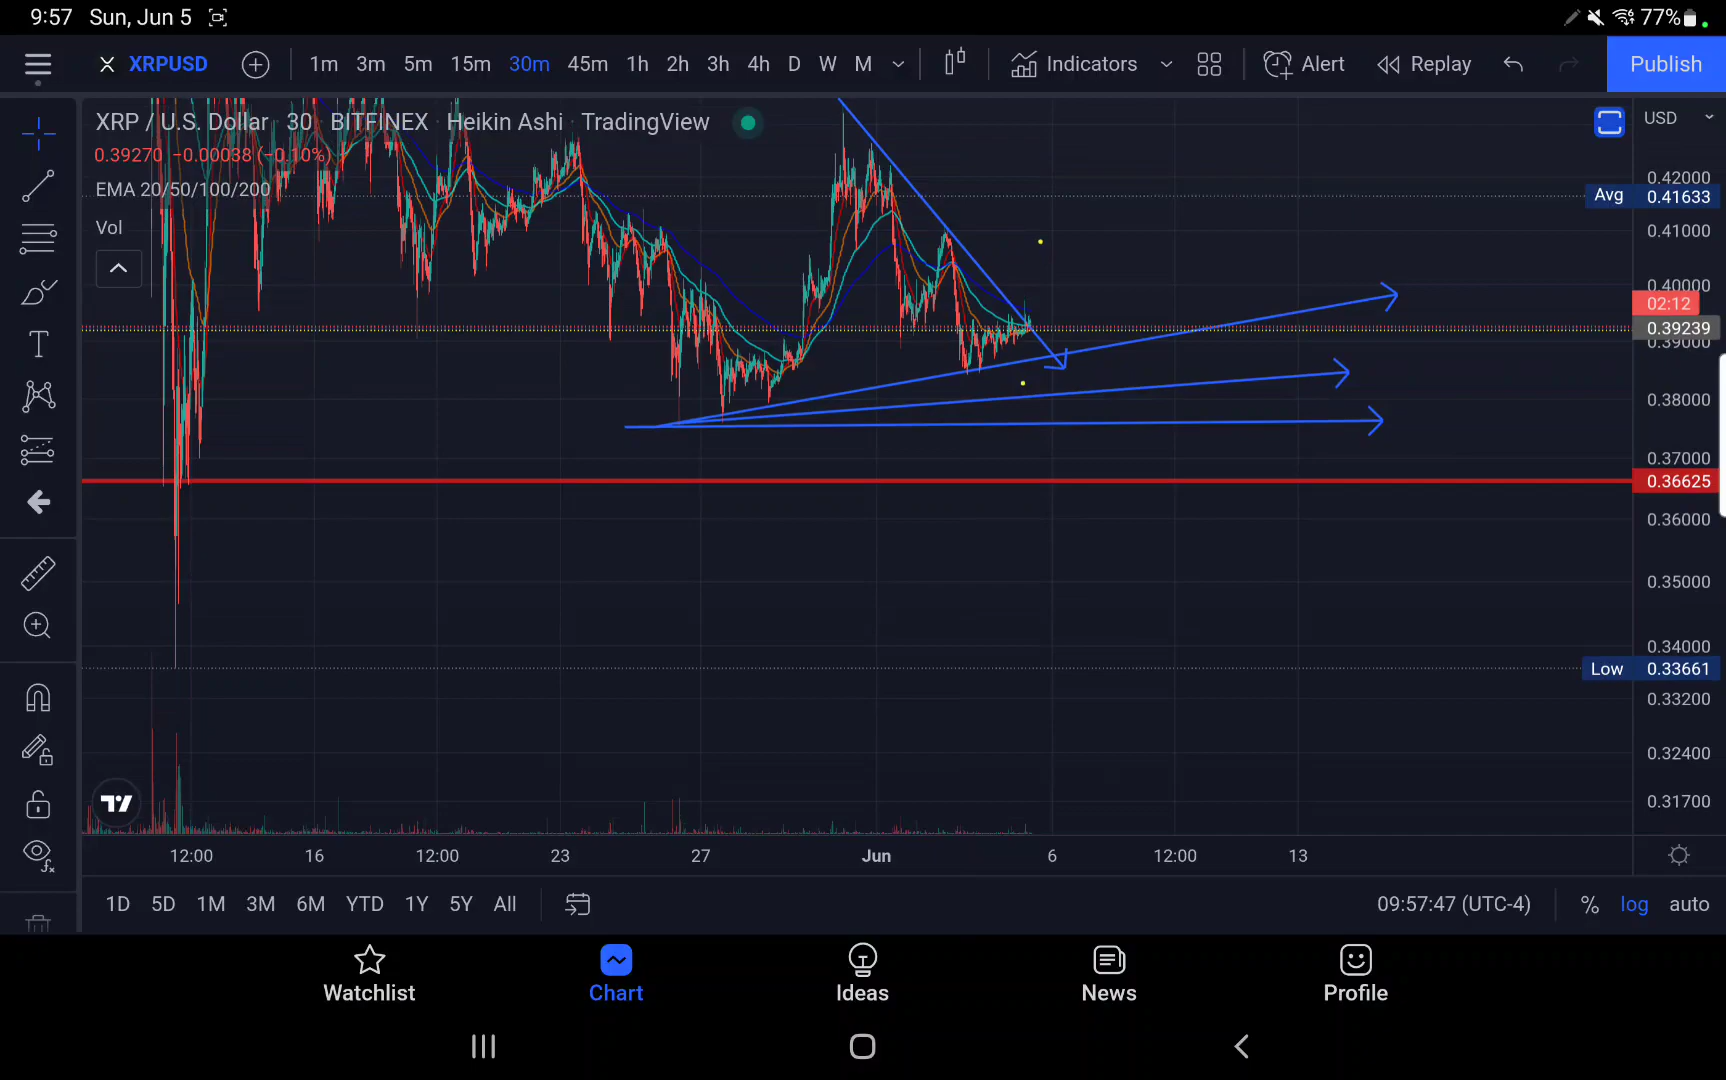 9:57 Sun, Jun 5 77%
XRPUSD 1m 3m 5m 15m 30m 45m 1h 2h 3h 4h D W M Indicators Alert Replay Publish
XRP / U.S. Dollar · 30 · BITFINEX · Heikin Ashi · TradingView
USD
0.39270 −0.00038 (−0.10%)
EMA 20/50/100/200
Vol
0.42000
Avg 0.41633
0.41000
0.40000
02:12
0.39239
0.39000
0.38000
0.37000
0.36625
0.36000
0.35000
0.34000
Low 0.33661
0.33200
0.32400
0.31700
12:00 16 12:00 23 27 Jun 6 12:00 13
1D 5D 1M 3M 6M YTD 1Y 5Y All 09:57:47 (UTC-4) % log auto
Watchlist Chart Ideas News Profile